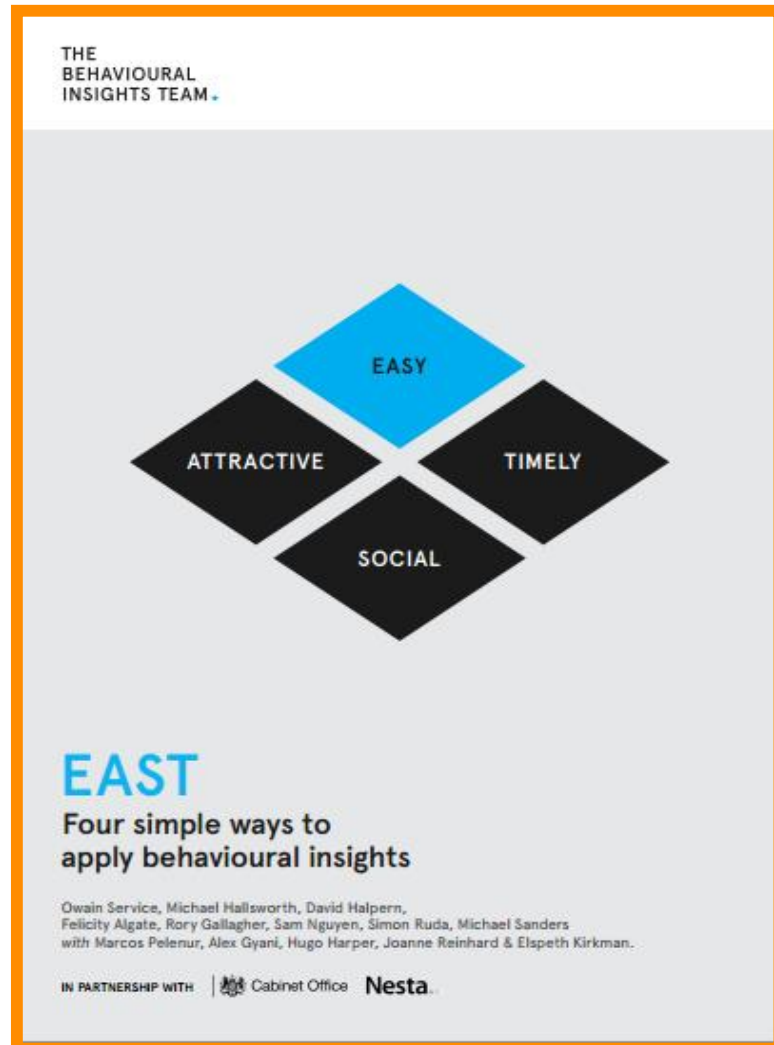 THE
BEHAVIOURAL
INSIGHTS TEAM.
EASY
ATTRACTIVE
TIMELY
SOCIAL
EAST
Four simple ways to
apply behavioural insights
Owain Service, Michael Hallsworth, David Halpern,
Felicity Algate, Rory Gallagher, Sam Nguyen, Simon Ruda, Michael Sanders
with Marcos Pelenur, Alex Gyani, Hugo Harper, Joanne Reinhard & Elspeth Kirkman.
IN PARTNERSHIP WITH Cabinet Office Nesta